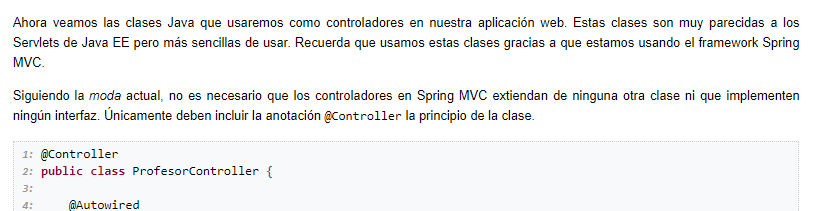 Ahora veamos las clases Java que usaremos como controladores en nuestra aplicación web. Estas clases son muy parecidas a los
Servlets de Java EE pero más sencillas de usar. Recuerda que usamos estas clases gracias a que estamos usando el framework Spring
MVC.
Siguiendo la moda actual, no es necesario que los controladores en Spring MVC extiendan de ninguna otra clase ni que implementen
ningún interfaz. Únicamente deben incluir la anotación @Controller la principio de la clase.
1: @Controller
2: public class ProfesorController {
3:
4: @Autowired